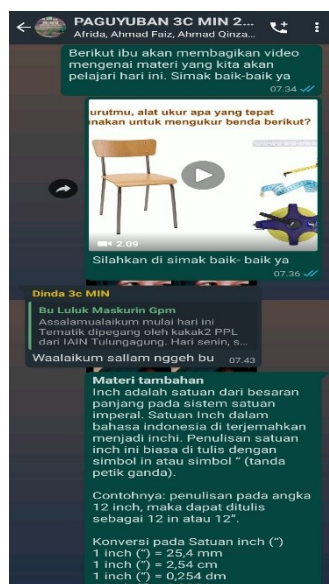 PAGUYUBAN 3C MIN 2...
Afrida, Ahmad Faiz, Ahmad Qinza...
Berikut ibu akan membagikan video
mengenai materi yang kita akan
pelajari hari ini. Simak baik-baik ya
07.34
urutmu, alat ukur apa yang tepat
unakan untuk mengukur benda berikut?
2.09
Silahkan di simak baik- baik ya
07.36
Dinda 3c MIN
Bu Luluk Maskurin Gpm
Assalamualaikum mulai hari ini
Tematik dipegang oleh kakak2 PPL
dari IAIN Tulungagung. Hari senin, s...
Waalaikum sallam nggeh bu 07.43
Materi tambahan
Inch adalah satuan dari besaran
panjang pada sistem satuan
imperal. Satuan Inch dalam
bahasa indonesia di terjemahkan
menjadi inchi. Penulisan satuan
inch ini biasa di tulis dengan
simbol in atau simbol “ (tanda
petik ganda).
Contohnya: penulisan pada angka
12 inch, maka dapat ditulis
sebagai 12 in atau 12”.
Konversi pada Satuan inch (“)
1 inch (“) = 25,4 mm
1 inch (“) = 2,54 cm
1 inch (“) = 0,254 dm